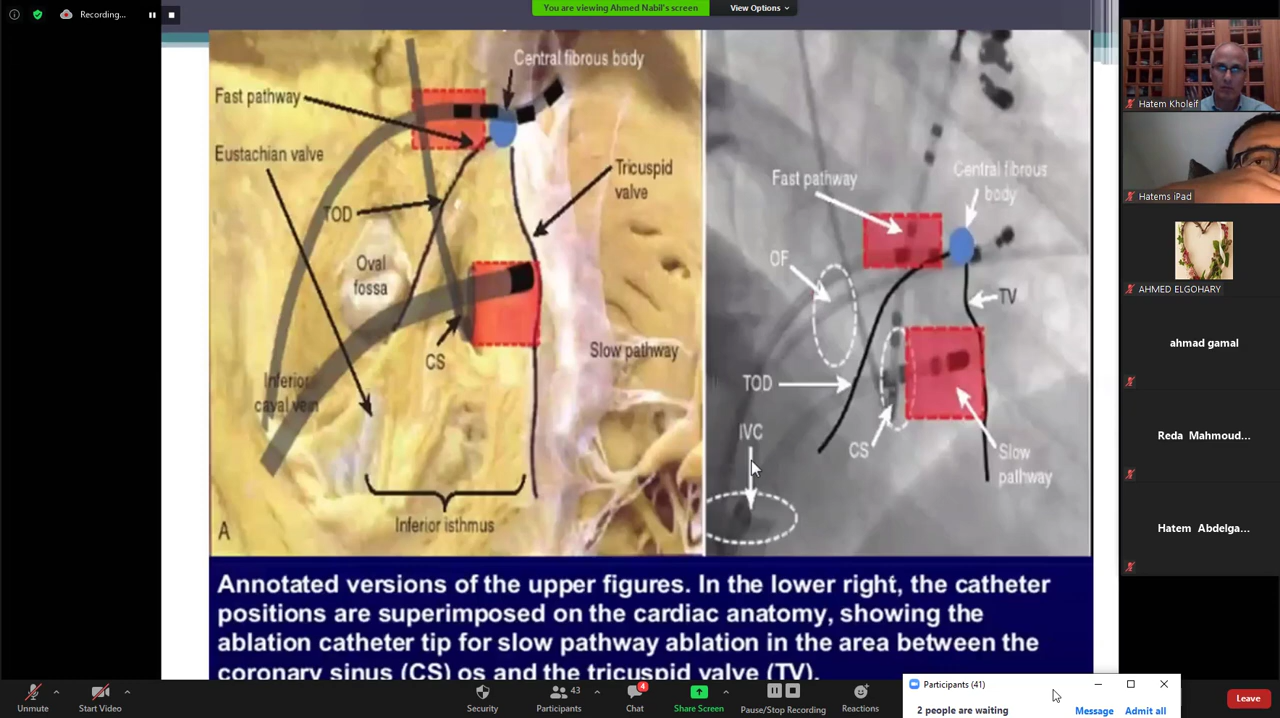 Recording...
You are viewing Ahmed Nabil's screen
View Options
Central fibrous body
Fast pathway
Eustachian valve
Tricuspid
valve
TOD
Oval
fossa
CS
Slow pathway
Inferior
caval vein
Inferior isthmus
A
Fast pathway
Central fibrous
body
OF
TV
TOD
IVC
CS
Slow
pathway
Annotated versions of the upper figures. In the lower right, the catheter
positions are superimposed on the cardiac anatomy, showing the
ablation catheter tip for slow pathway ablation in the area between the
coronary sinus (CS) os and the tricuspid valve (TV).
Hatem Kholeif
Hatems iPad
AHMED ELGOHARY
ahmad gamal
Reda Mahmoud...
Hatem Abdelga...
Unmute
Start Video
Security
43
Participants
4
Chat
Share Screen
Pause/Stop Recording
Reactions
Participants (41)
2 people are waiting
Message
Admit all
Leave